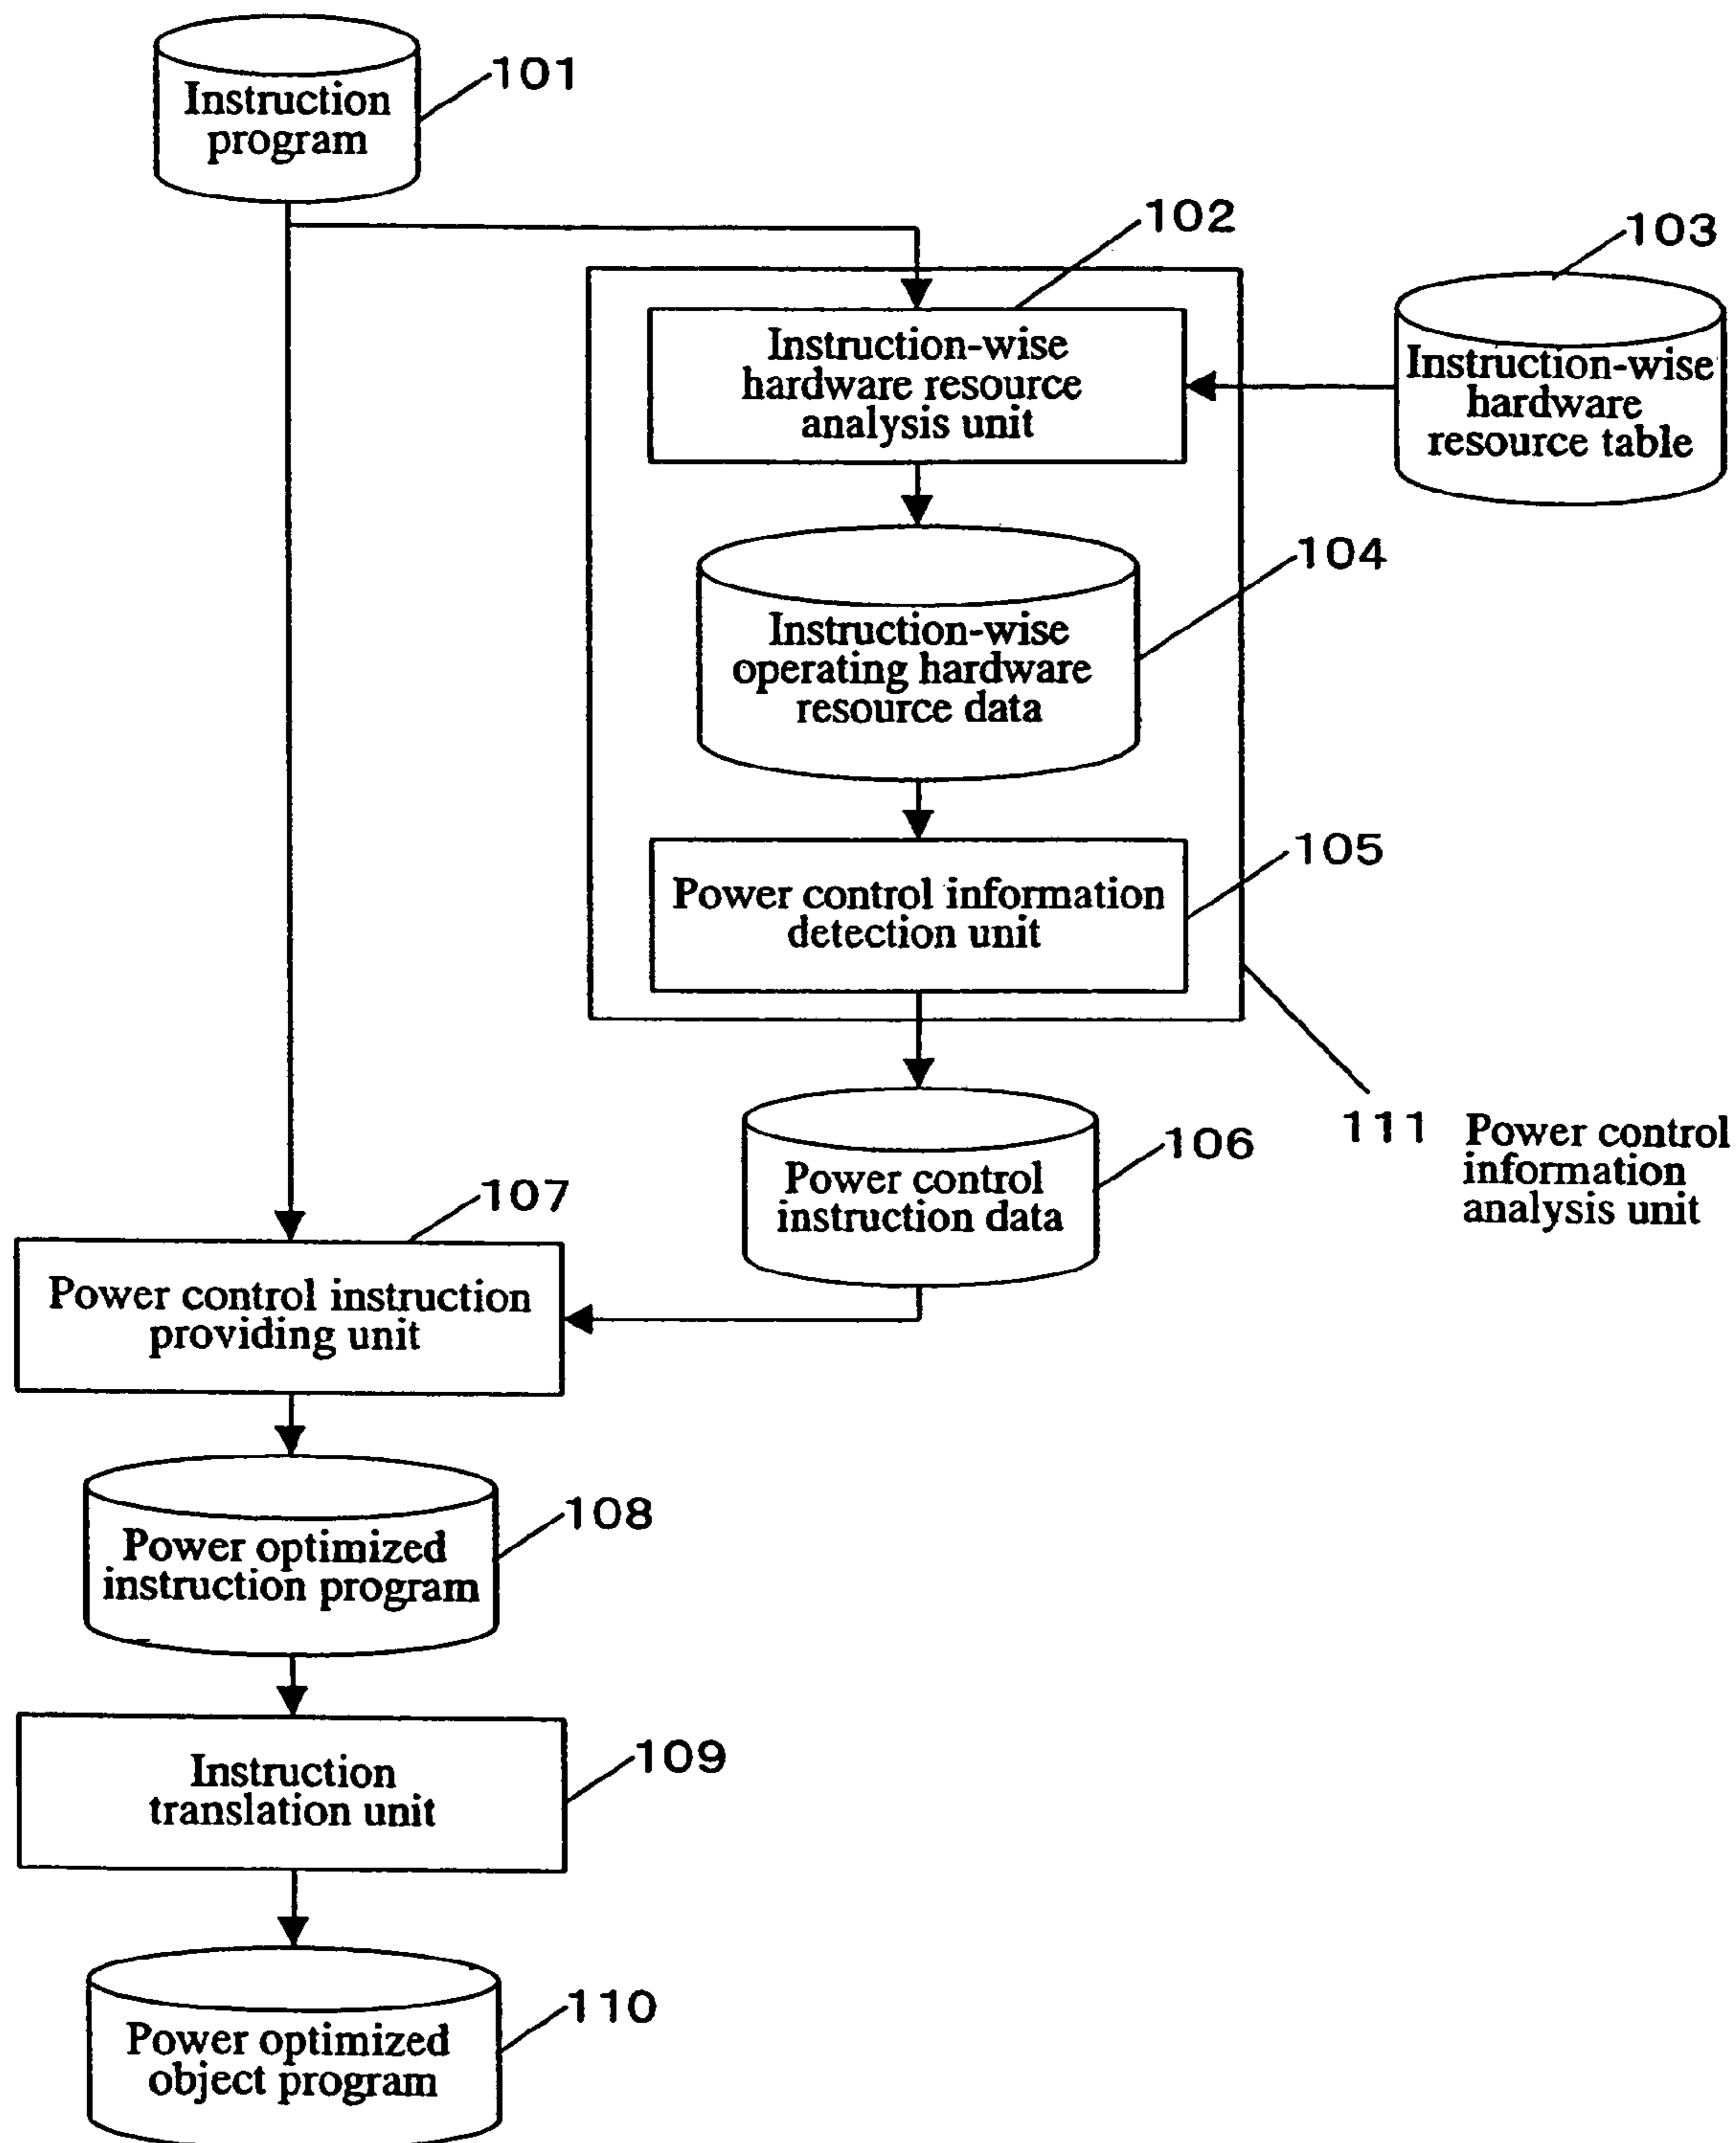 Instruction
program
101
102
103
Instruction-wise
hardware resource
analysis unit
Instruction-wise
hardware
resource table
104
Instruction-wise
operating hardware
resource data
105
Power control information
detection unit
106
Power control
instruction data
111 Power control
information
analysis unit
107
Power control instruction
providing unit
108
Power optimized
instruction program
109
Instruction
translation unit
110
Power optimized
object program